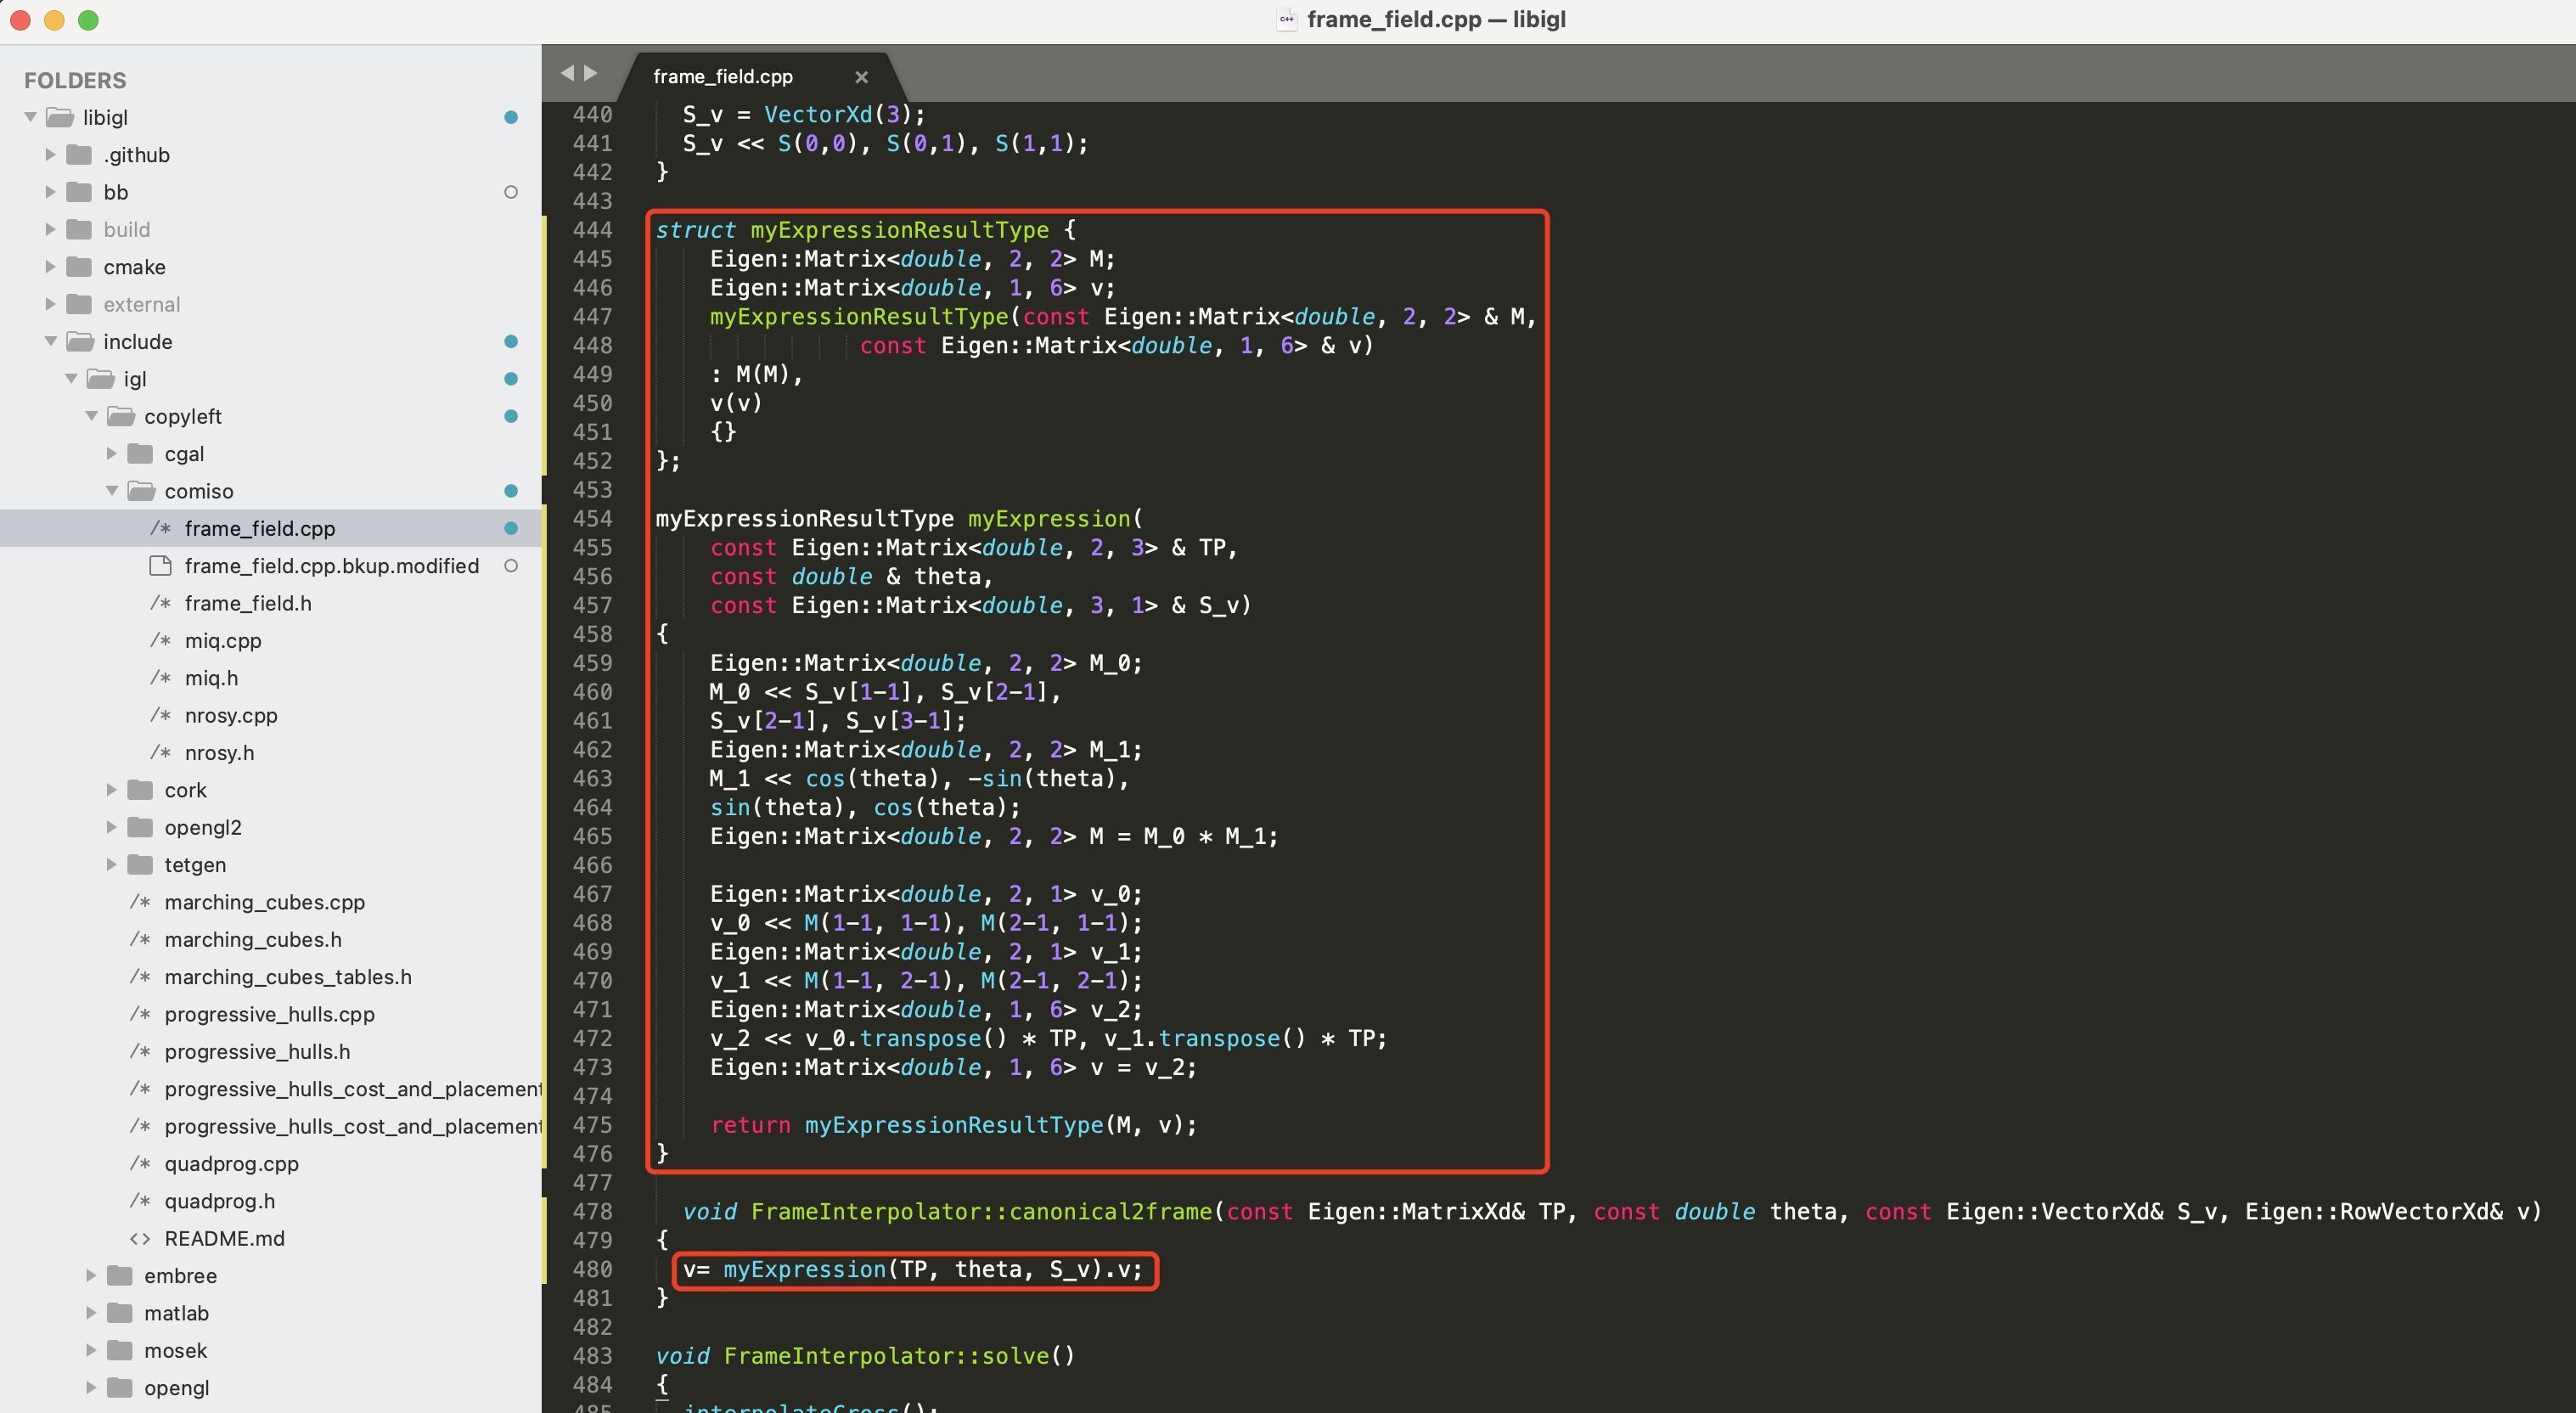 frame_field.cpp — libigl
FOLDERS
libigl
.github
bb
build
cmake
external
include
igl
copyleft
cgal
comiso
/* frame_field.cpp
frame_field.cpp.bkup.modified
/* frame_field.h
/* miq.cpp
/* miq.h
/* nrosy.cpp
/* nrosy.h
cork
opengl2
tetgen
/* marching_cubes.cpp
/* marching_cubes.h
/* marching_cubes_tables.h
/* progressive_hulls.cpp
/* progressive_hulls.h
/* progressive_hulls_cost_and_placement
/* progressive_hulls_cost_and_placement
/* quadprog.cpp
/* quadprog.h
<> README.md
embree
matlab
mosek
opengl
frame_field.cpp ×
440 S_v = VectorXd(3);
441 S_v << S(0,0), S(0,1), S(1,1);
442 }
443
444 struct myExpressionResultType {
445 Eigen::Matrix<double, 2, 2> M;
446 Eigen::Matrix<double, 1, 6> v;
447 myExpressionResultType(const Eigen::Matrix<double, 2, 2> & M,
448 const Eigen::Matrix<double, 1, 6> & v)
449 : M(M),
450 v(v)
451 {}
452 };
453
454 myExpressionResultType myExpression(
455 const Eigen::Matrix<double, 2, 3> & TP,
456 const double & theta,
457 const Eigen::Matrix<double, 3, 1> & S_v)
458 {
459 Eigen::Matrix<double, 2, 2> M_0;
460 M_0 << S_v[1-1], S_v[2-1],
461 S_v[2-1], S_v[3-1];
462 Eigen::Matrix<double, 2, 2> M_1;
463 M_1 << cos(theta), -sin(theta),
464 sin(theta), cos(theta);
465 Eigen::Matrix<double, 2, 2> M = M_0 * M_1;
466
467 Eigen::Matrix<double, 2, 1> v_0;
468 v_0 << M(1-1, 1-1), M(2-1, 1-1);
469 Eigen::Matrix<double, 2, 1> v_1;
470 v_1 << M(1-1, 2-1), M(2-1, 2-1);
471 Eigen::Matrix<double, 1, 6> v_2;
472 v_2 << v_0.transpose() * TP, v_1.transpose() * TP;
473 Eigen::Matrix<double, 1, 6> v = v_2;
474
475 return myExpressionResultType(M, v);
476 }
477
478 void FrameInterpolator::canonical2frame(const Eigen::MatrixXd& TP, const double theta, const Eigen::VectorXd& S_v, Eigen::RowVectorXd& v)
479 {
480 v= myExpression(TP, theta, S_v).v;
481 }
482
483 void FrameInterpolator::solve()
484 {
485 interpolateCross();